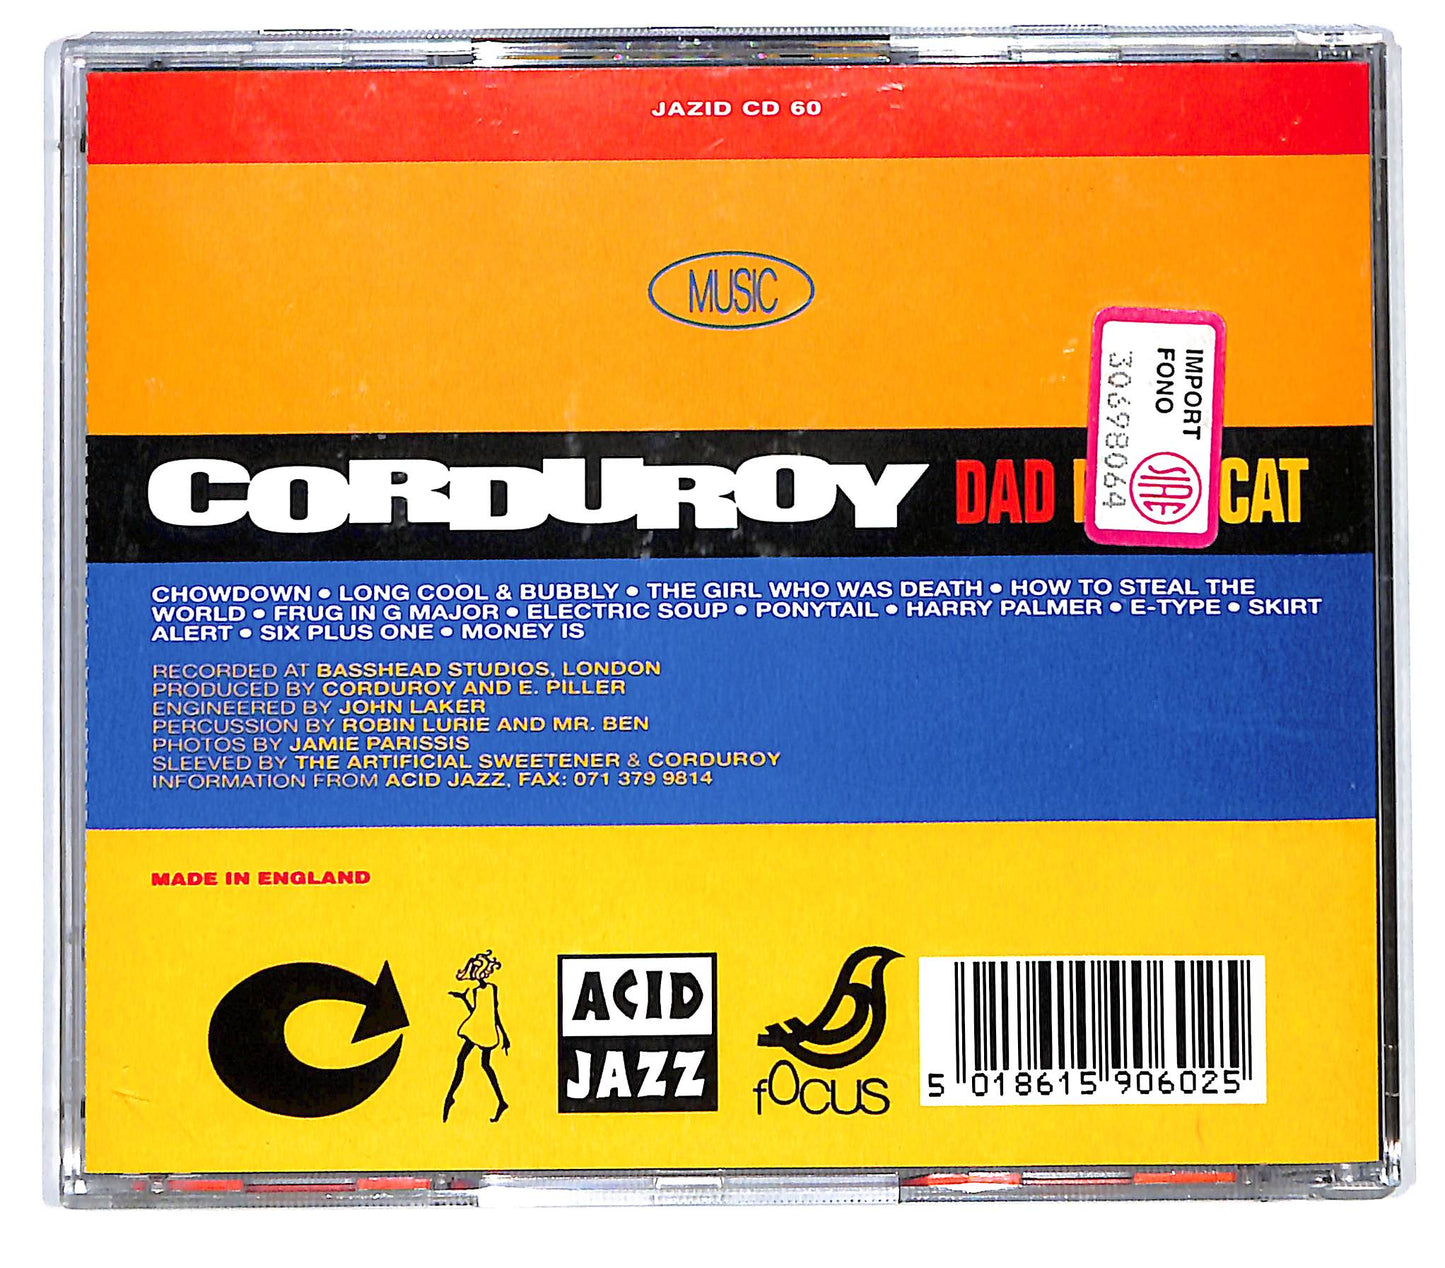 JAZID CD 60
MUSIC
IMPORT
FONO
30698064
SIAE
CORDUROY DAD CAT
CHOWDOWN • LONG COOL & BUBBLY • THE GIRL WHO WAS DEATH • HOW TO STEAL THE
WORLD • FRUG IN G MAJOR • ELECTRIC SOUP • PONYTAIL • HARRY PALMER • E-TYPE • SKIRT
ALERT • SIX PLUS ONE • MONEY IS
RECORDED AT BASSHEAD STUDIOS, LONDON
PRODUCED BY CORDUROY AND E. PILLER
ENGINEERED BY JOHN LAKER
PERCUSSION BY ROBIN LURIE AND MR. BEN
PHOTOS BY JAMIE PARISSIS
SLEEVED BY THE ARTIFICIAL SWEETENER & CORDUROY
INFORMATION FROM ACID JAZZ, FAX: 071 379 9814
MADE IN ENGLAND
ACID
JAZZ
fOCUS
5 018615 906025